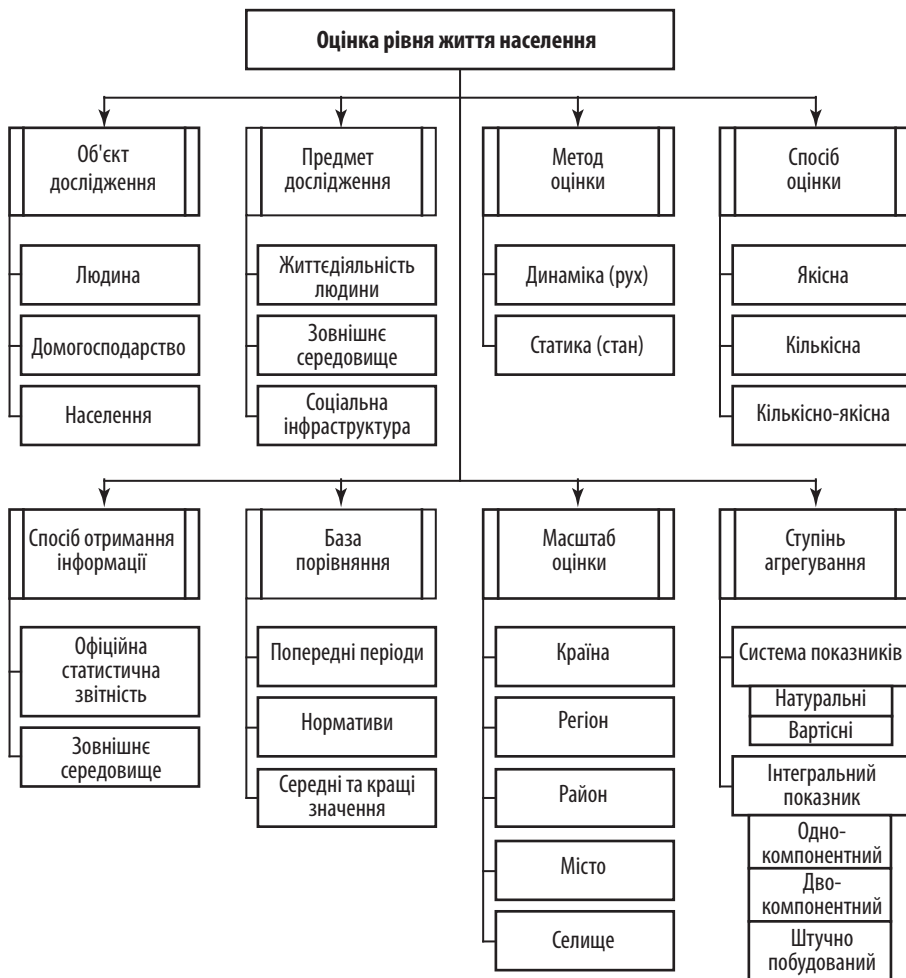 Оцінка рівня життя населення
Об'єкт
дослідження
Людина
Домогосподарство
Населення
Предмет
дослідження
Життєдіяльність
людини
Зовнішнє
середовище
Соціальна
інфраструктура
Метод
оцінки
Динаміка (рух)
Статика (стан)
Спосіб
оцінки
Якісна
Кількісна
Кількісно-якісна
Спосіб отримання
інформації
Офіційна
статистична
звітність
Зовнішнє
середовище
База
порівняння
Попередні періоди
Нормативи
Середні та кращі
значення
Масштаб
оцінки
Країна
Регіон
Район
Місто
Селище
Ступінь
агрегування
Система показників
Натуральні
Вартісні
Інтегральний
показник
Одно-
компонентний
Дво-
компонентний
Штучно
побудований